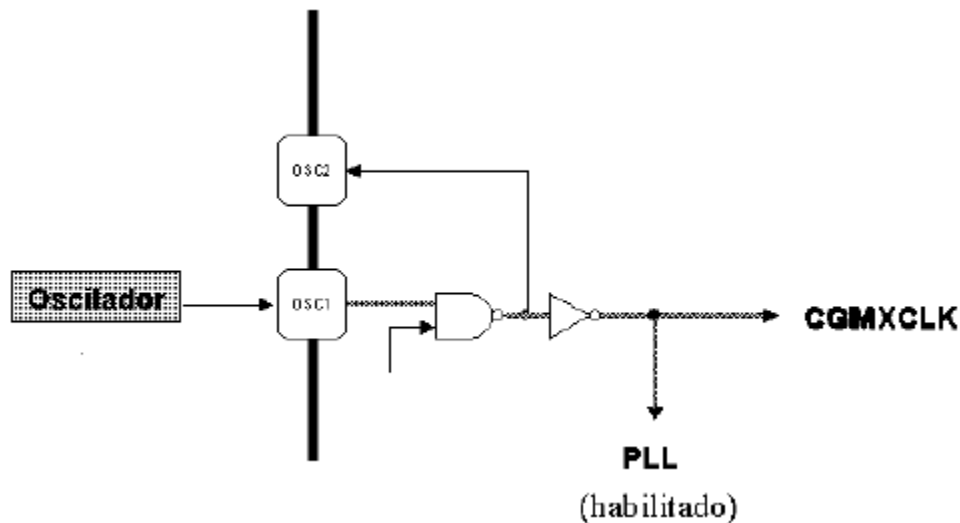 OSC2
Oscilador
OSC1
CGMXCLK
PLL
(habilitado)